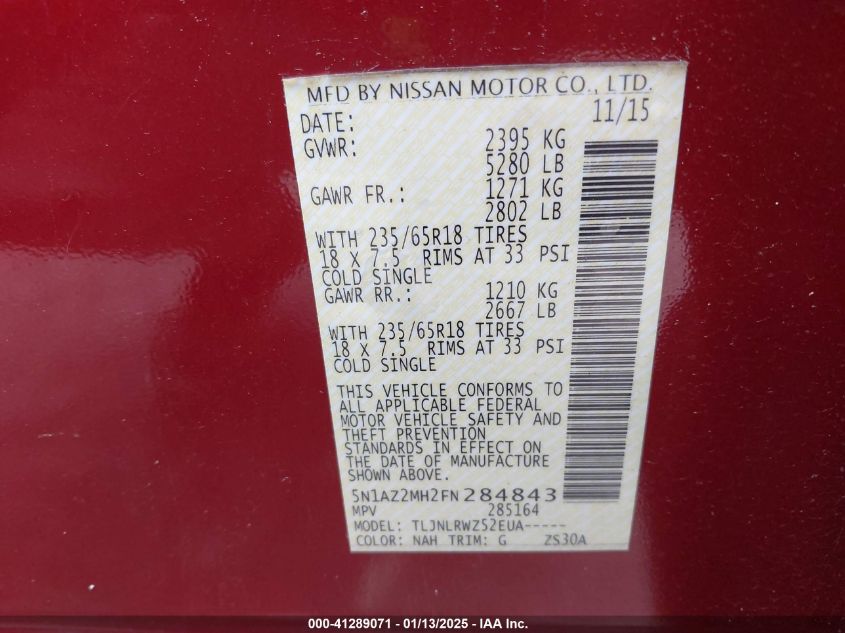 MFD BY NISSAN MOTOR CO., LTD.
DATE: 11/15
GVWR: 2395 KG
5280 LB
GAWR FR.: 1271 KG
2802 LB
WITH 235/65R18 TIRES
18 X 7.5 RIMS AT 33 PSI
COLD SINGLE
GAWR RR.: 1210 KG
2667 LB
WITH 235/65R18 TIRES
18 X 7.5 RIMS AT 33 PSI
COLD SINGLE
THIS VEHICLE CONFORMS TO
ALL APPLICABLE FEDERAL
MOTOR VEHICLE SAFETY AND
THEFT PREVENTION
STANDARDS IN EFFECT ON
THE DATE OF MANUFACTURE
SHOWN ABOVE.
5N1AZ2MH2FN284843
MPV 285164
MODEL: TLJNLRWZ52EUA-----
COLOR: NAH TRIM: G ZS30A
000-41289071 - 01/13/2025 - IAA Inc.